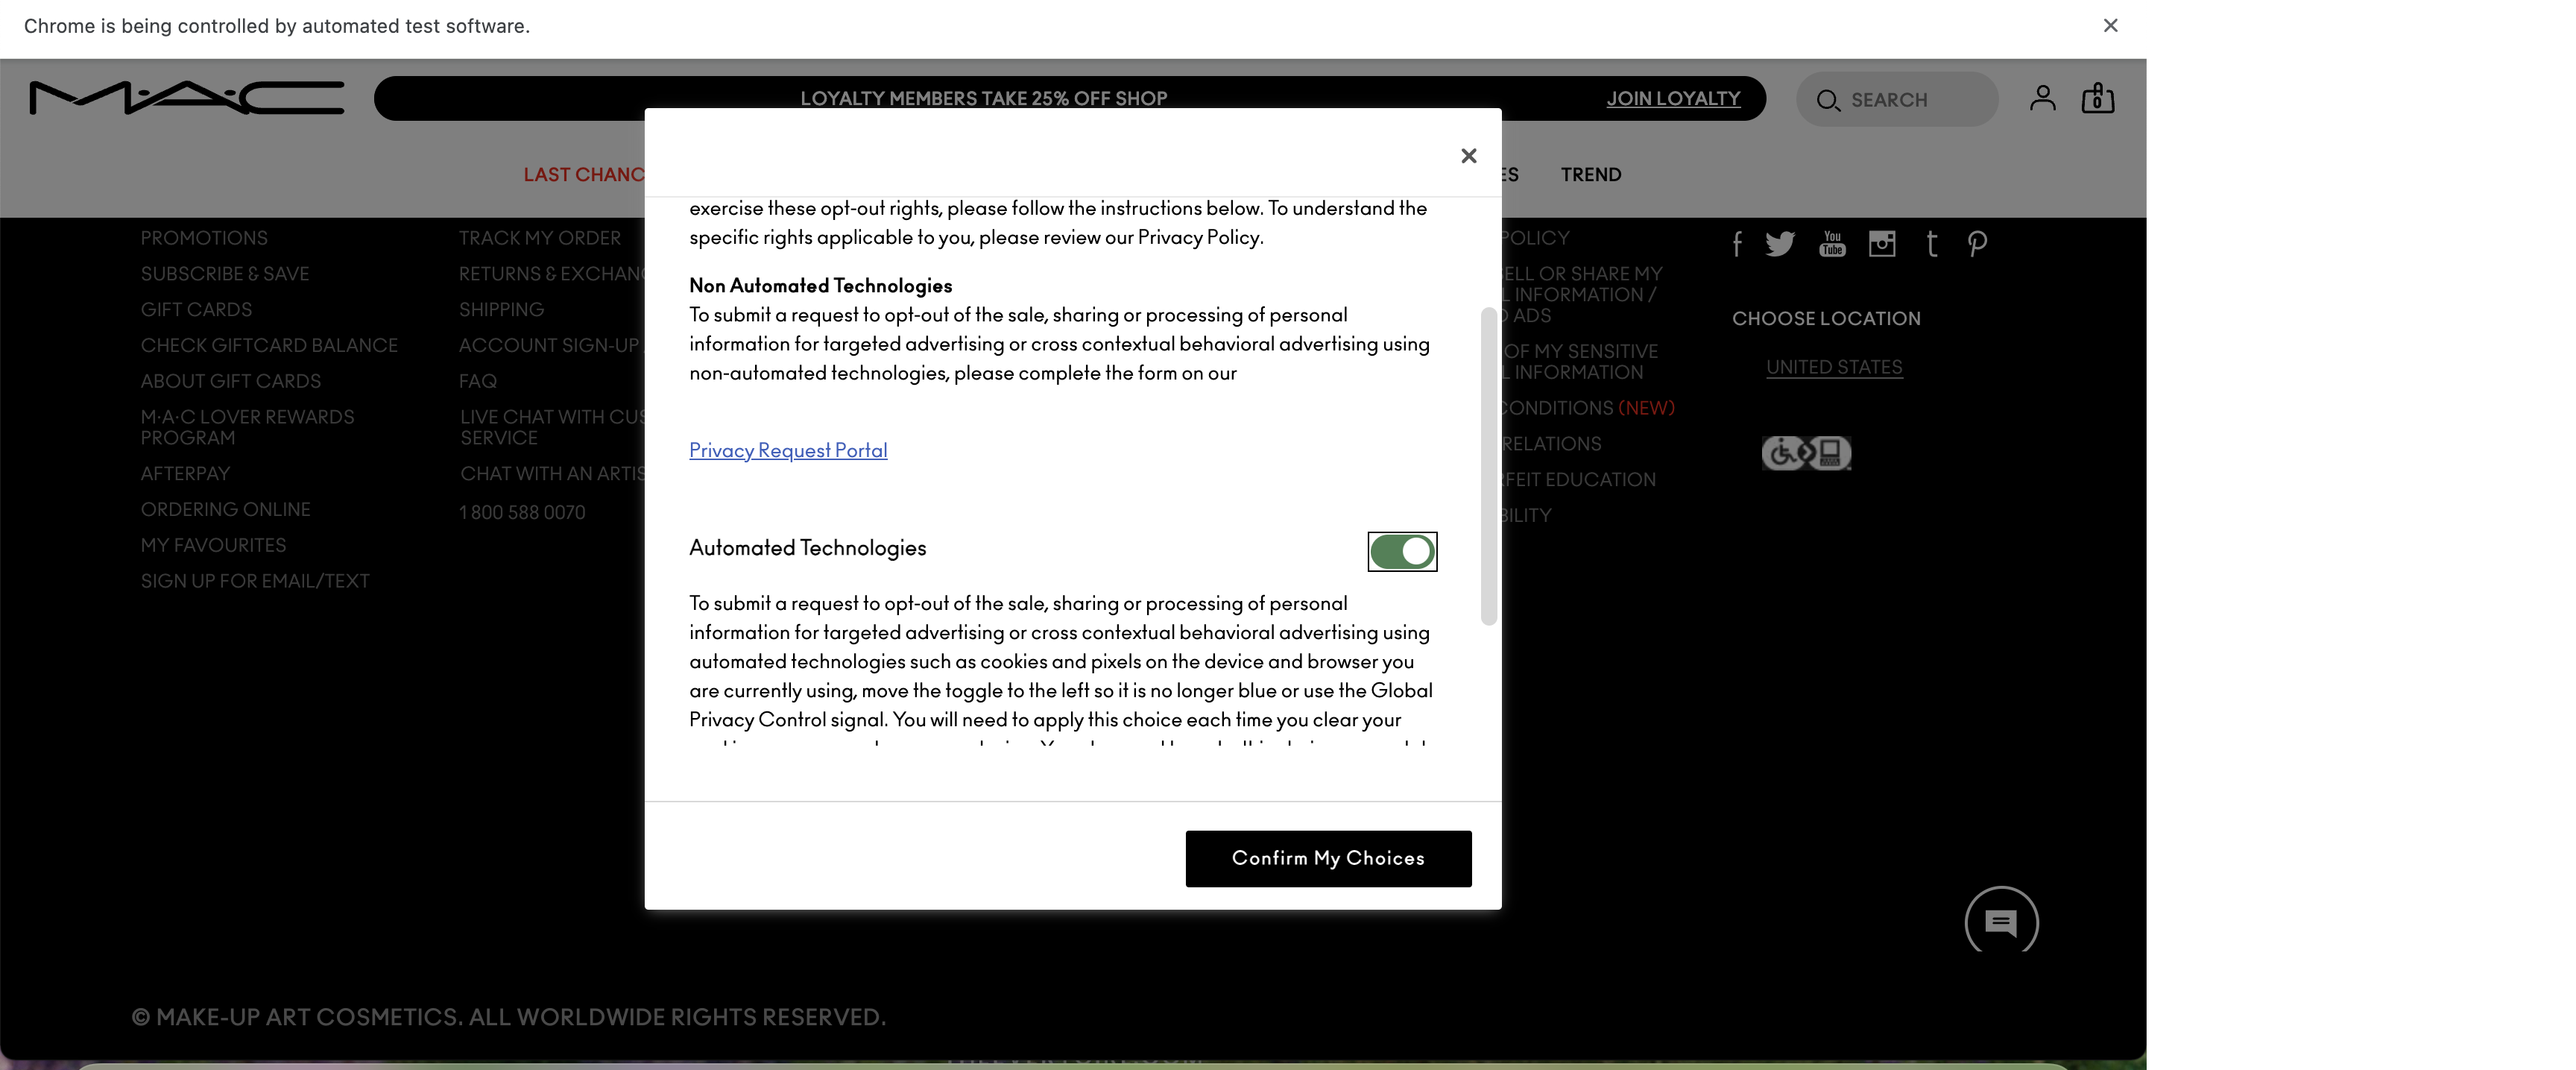 Chrome is being controlled by automated test software.
MAC
LOYALTY MEMBERS TAKE 25% OFF SHOP
JOIN LOYALTY
SEARCH
0
LAST CHANC
ES
TREND
PROMOTIONS
SUBSCRIBE & SAVE
GIFT CARDS
CHECK GIFTCARD BALANCE
ABOUT GIFT CARDS
M·A·C LOVER REWARDS
PROGRAM
AFTERPAY
ORDERING ONLINE
MY FAVOURITES
SIGN UP FOR EMAIL/TEXT
TRACK MY ORDER
RETURNS & EXCHANG
SHIPPING
ACCOUNT SIGN-UP
FAQ
LIVE CHAT WITH CUS
SERVICE
CHAT WITH AN ARTIS
1 800 588 0070
exercise these opt-out rights, please follow the instructions below. To understand the
specific rights applicable to you, please review our Privacy Policy.
Non Automated Technologies
To submit a request to opt-out of the sale, sharing or processing of personal
information for targeted advertising or cross contextual behavioral advertising using
non-automated technologies, please complete the form on our
Privacy Request Portal
Automated Technologies
To submit a request to opt-out of the sale, sharing or processing of personal
information for targeted advertising or cross contextual behavioral advertising using
automated technologies such as cookies and pixels on the device and browser you
are currently using, move the toggle to the left so it is no longer blue or use the Global
Privacy Control signal. You will need to apply this choice each time you clear your
Confirm My Choices
POLICY
ELL OR SHARE MY
L INFORMATION /
D ADS
OF MY SENSITIVE
L INFORMATION
CONDITIONS (NEW)
RELATIONS
RFEIT EDUCATION
BILITY
You
Tube
CHOOSE LOCATION
UNITED STATES
© MAKE-UP ART COSMETICS. ALL WORLDWIDE RIGHTS RESERVED.